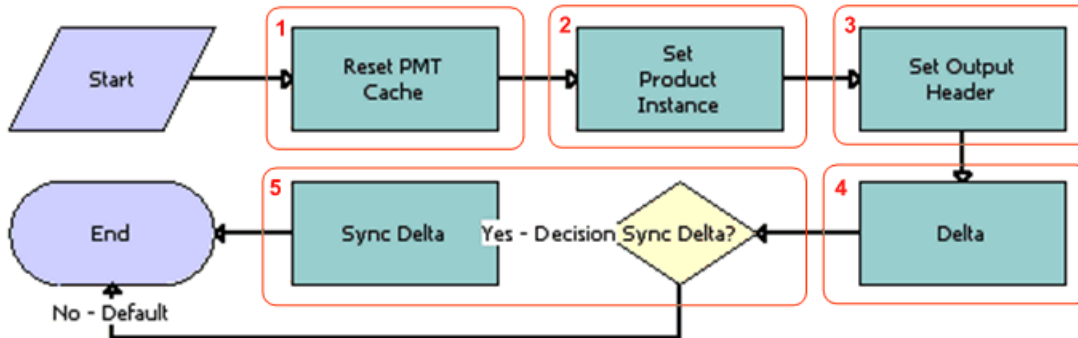 1
2
3
Start
Reset PMT
Cache
Set
Product
Instance
Set Output
Header
5
4
End
Sync Delta
Yes - Decision
Sync Delta?
Delta
No - Default